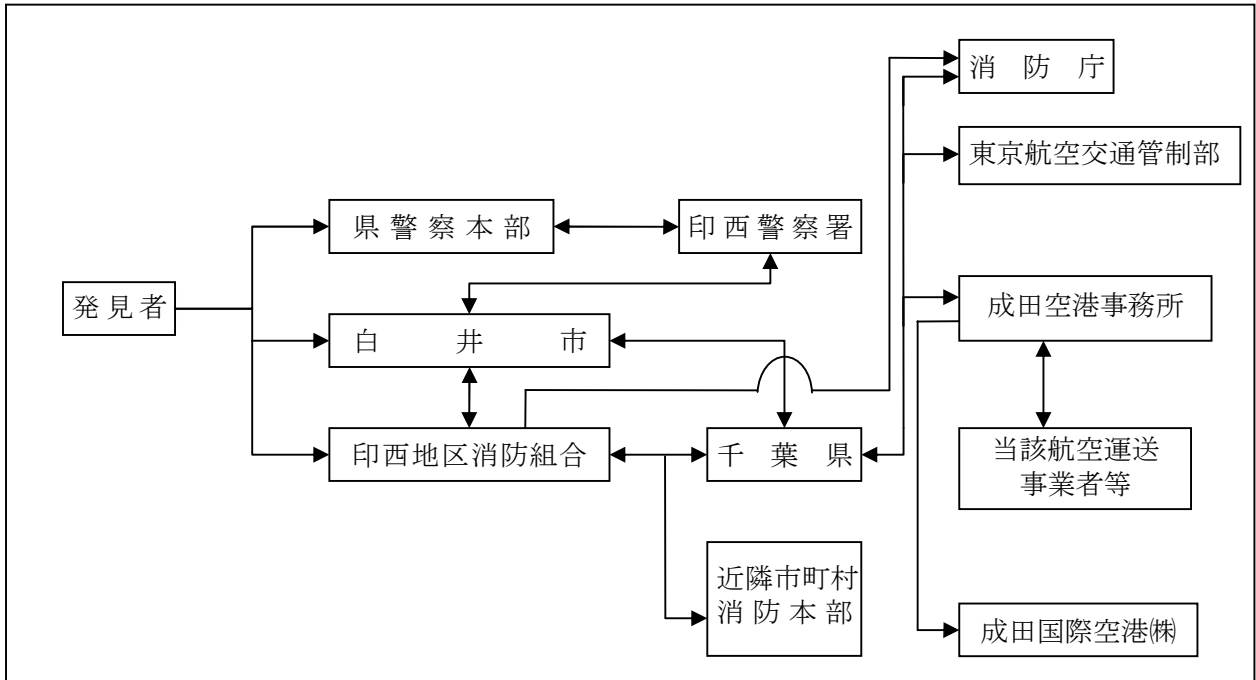 消防庁
東京航空交通管制部
県警察本部
印西警察署
発見者
成田空港事務所
白井市
印西地区消防組合
千葉県
当該航空運送
事業者等
近隣市町村
消防本部
成田国際空港㈱